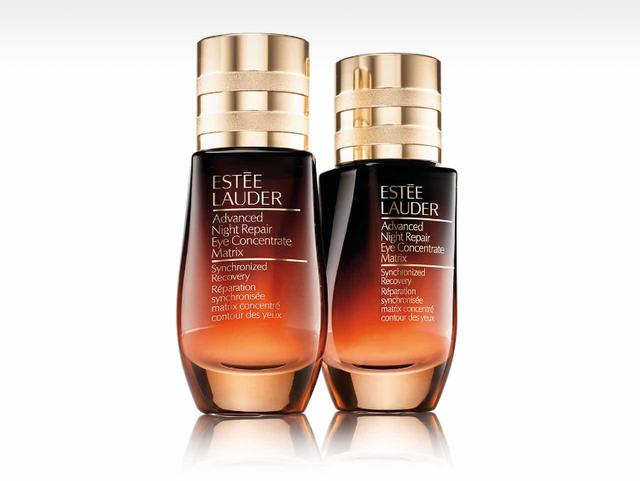 ESTĒE
LAUDER
Advanced
Night Repair
Eye Concentrate
Matrix
Synchronized
Recovery
Réparation
synchronisée
matrix concentré
contour des yeux
ESTĒE
LAUDER
Advanced
Night Repair
Eye Concentrate
Matrix
Synchronized
Recovery
Réparation
synchronisée
matrix concentré
contour des yeux